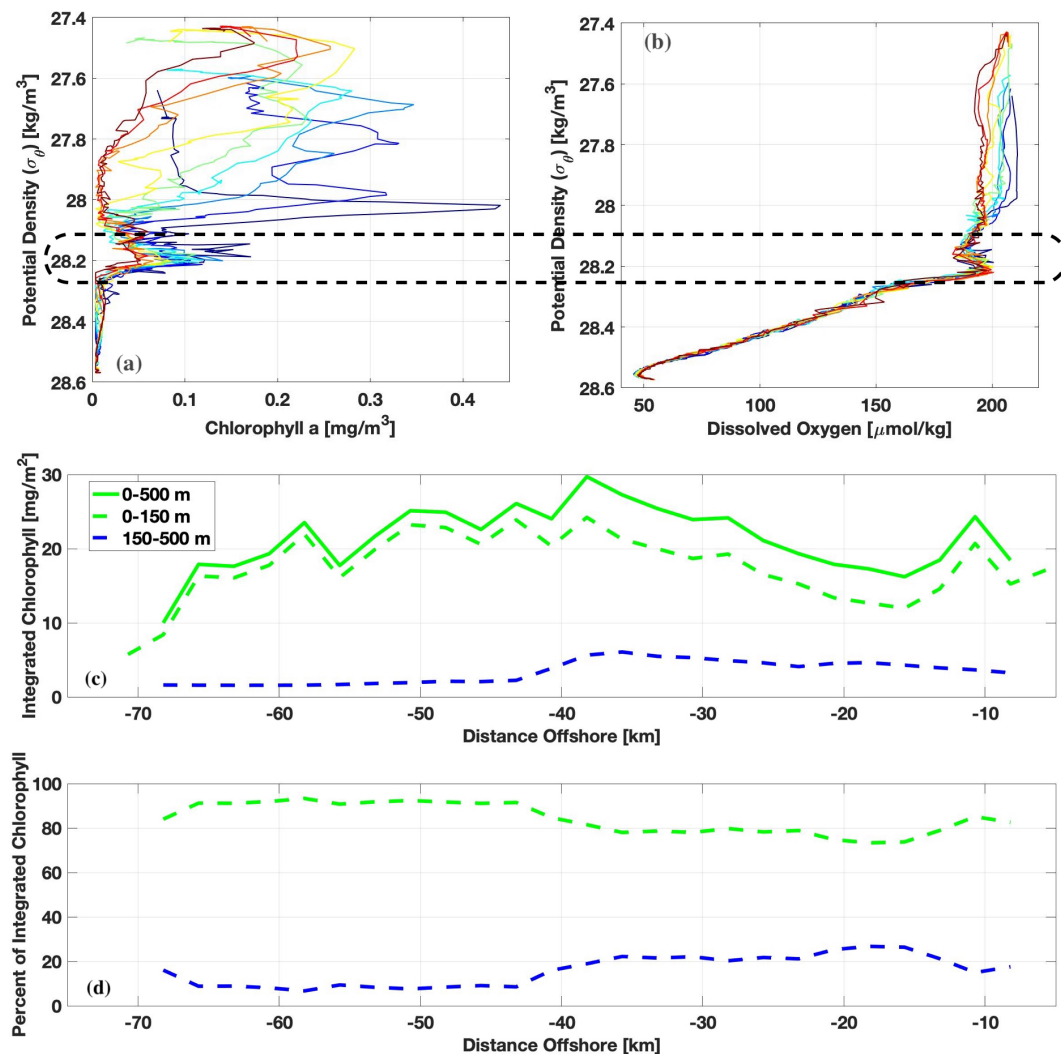 27.4
27.6
27.8
28
28.2
28.4
28.6
Potential Density (σθ) [kg/m³]
(a)
0 0.1 0.2 0.3 0.4
Chlorophyll a [mg/m³]
27.4
27.6
27.8
28
28.2
28.4
28.6
Potential Density (σθ) [kg/m³]
(b)
50 100 150 200
Dissolved Oxygen [μmol/kg]
30
20
10
0
Integrated Chlorophyll [mg/m²]
0-500 m
0-150 m
150-500 m
(c)
-70 -60 -50 -40 -30 -20 -10
Distance Offshore [km]
100
80
60
40
20
0
Percent of Integrated Chlorophyll
(d)
-70 -60 -50 -40 -30 -20 -10
Distance Offshore [km]